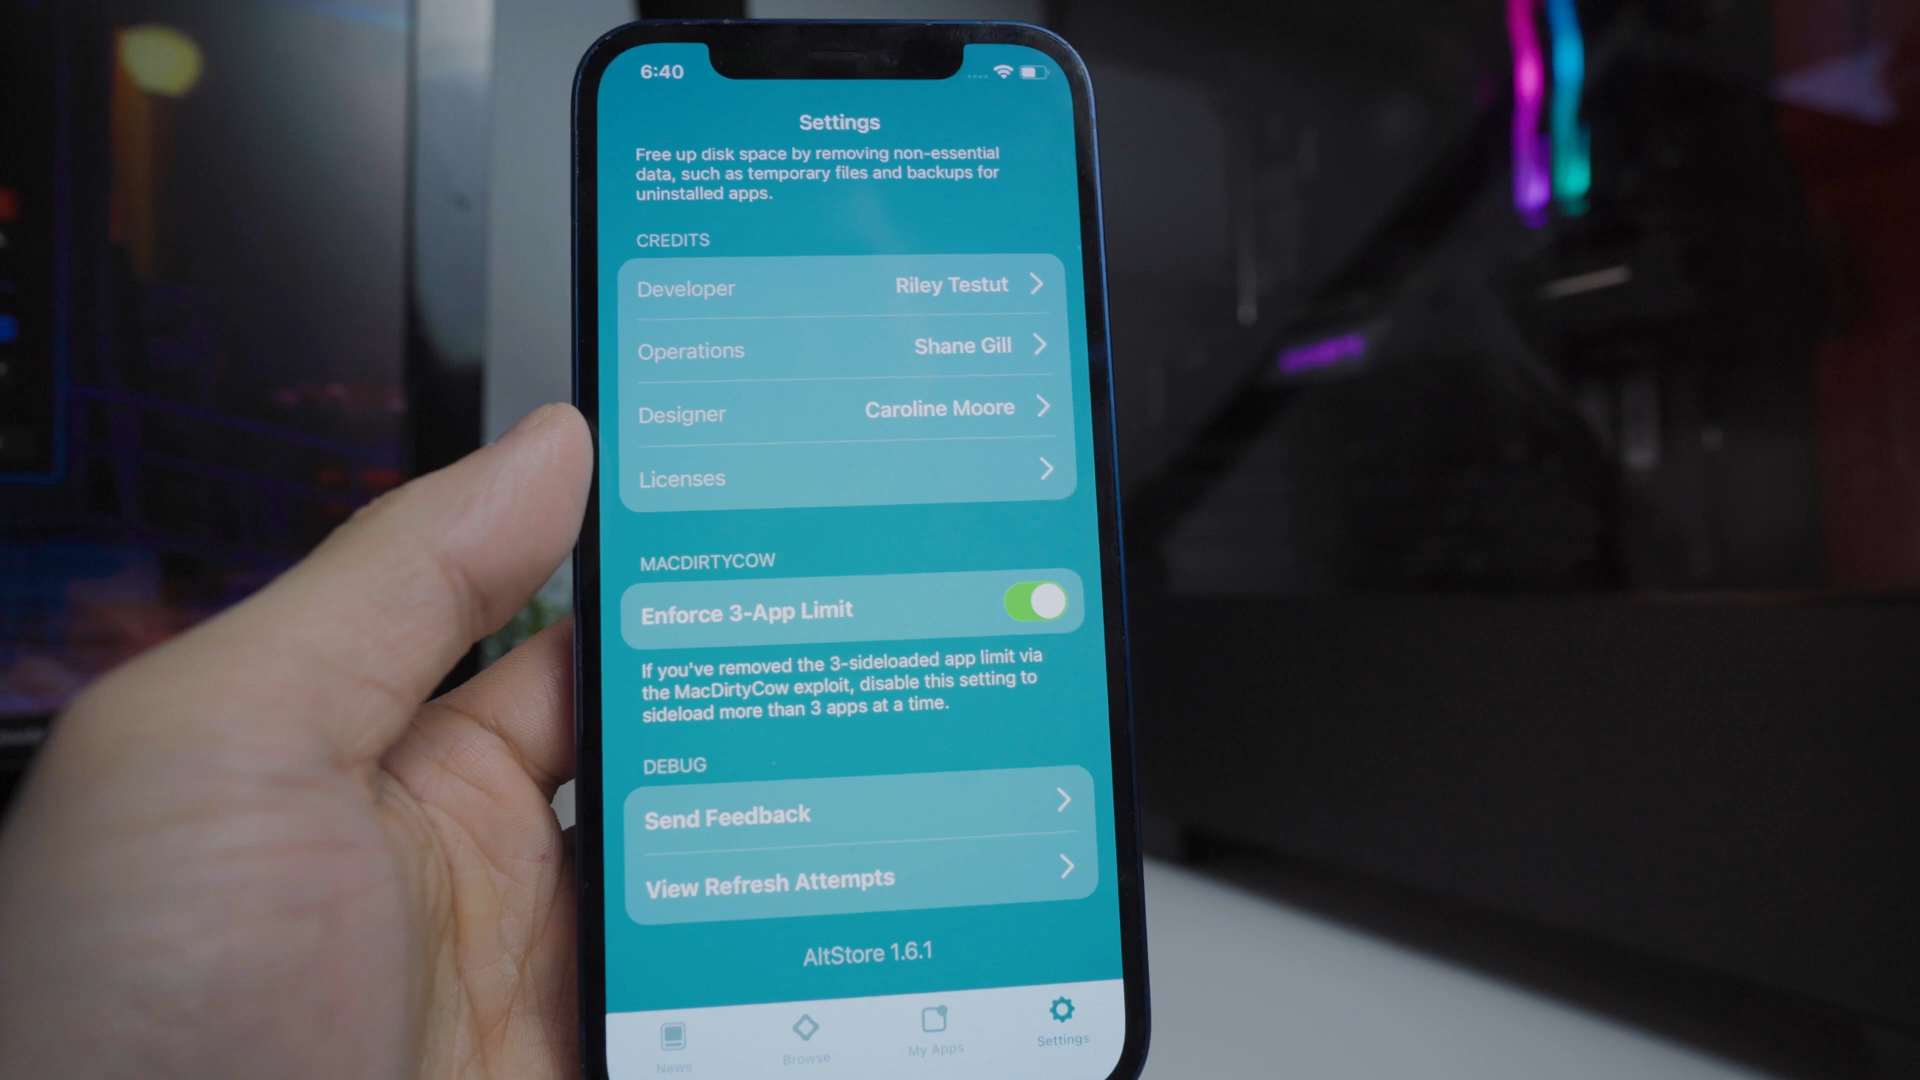 6:40
Settings
Free up disk space by removing non-essential
data, such as temporary files and backups for
uninstalled apps.
CREDITS
Developer Riley Testut
Operations Shane Gill
Designer Caroline Moore
Licenses
MACDIRTYCOW
Enforce 3-App Limit
If you've removed the 3-sideloaded app limit via
the MacDirtyCow exploit, disable this setting to
sideload more than 3 apps at a time.
DEBUG
Send Feedback
View Refresh Attempts
AltStore 1.6.1
News Browse My Apps Settings